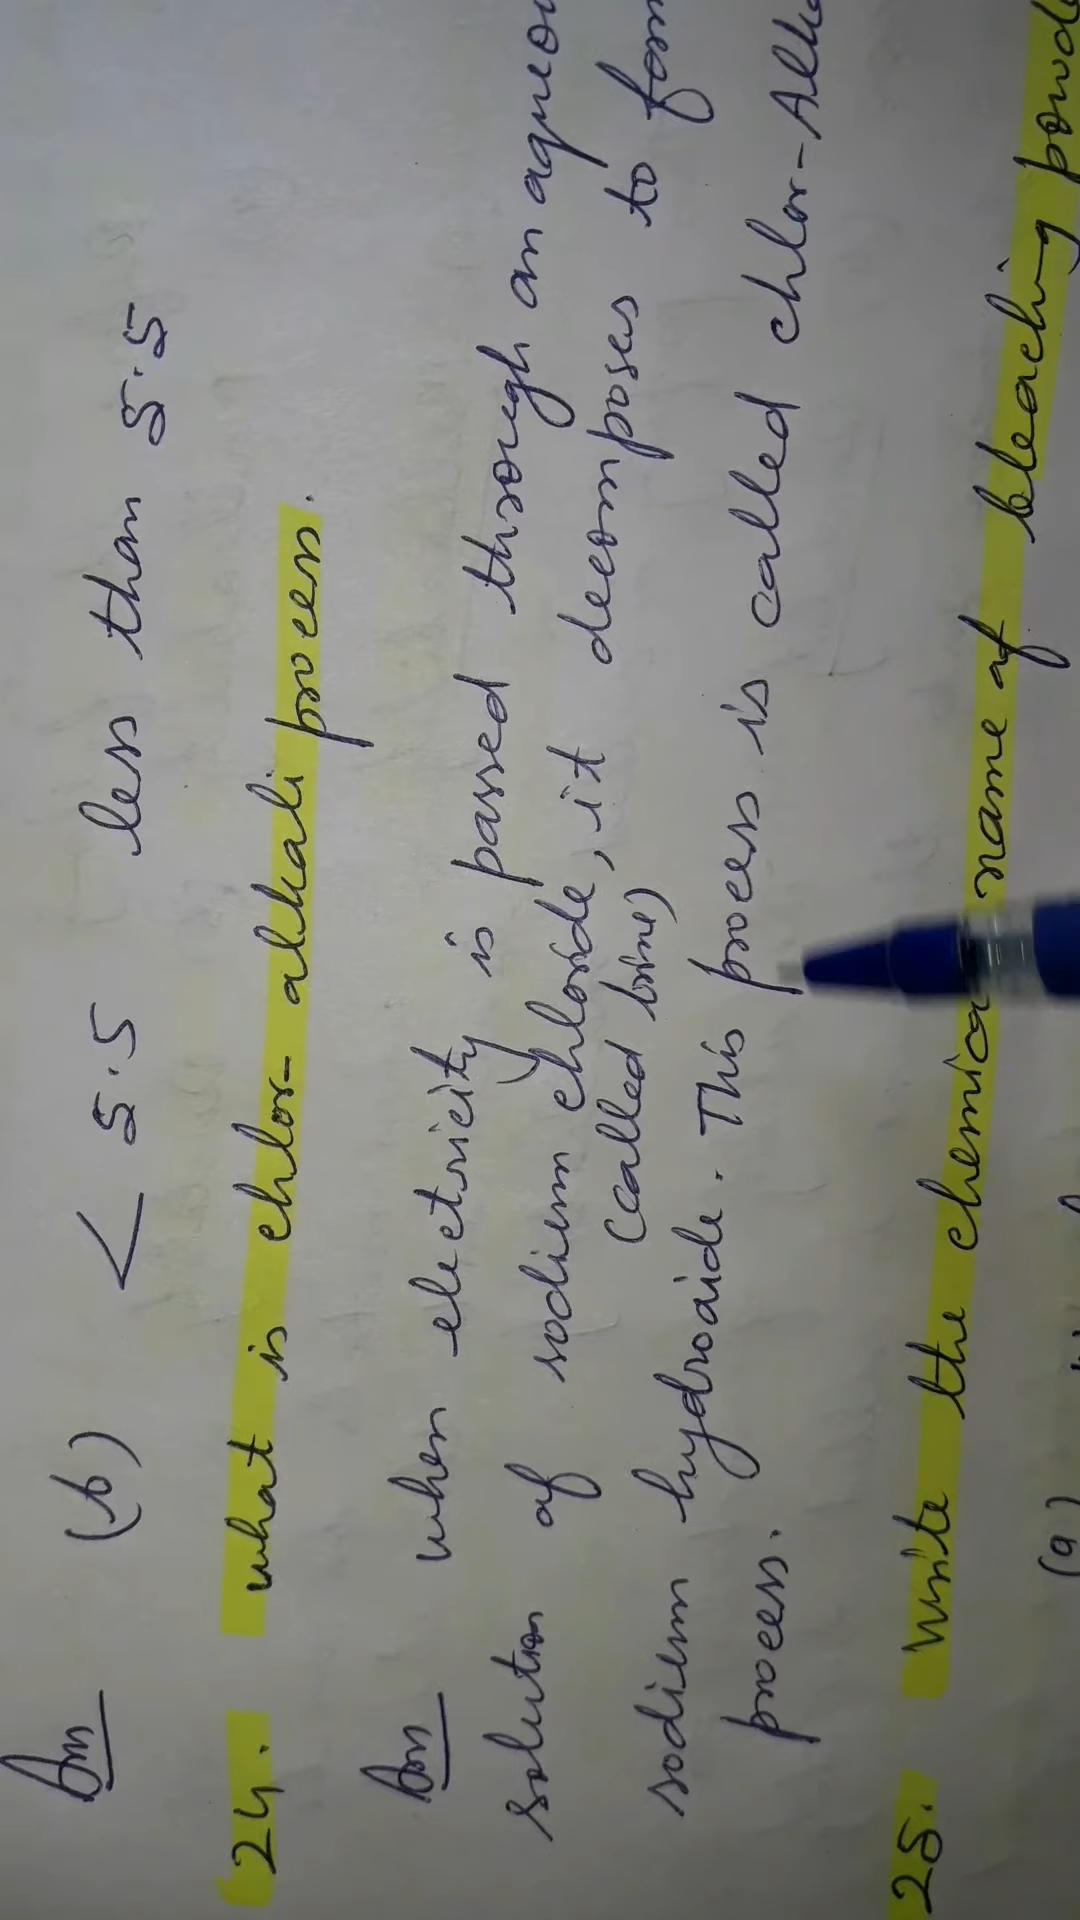 Ans (b) < 5.5 less than 5.5
24. what is chlor-alkali process.
Ans when electricity is passed through an aqueou
solution of sodium chloride, it decomposes to form
(called brine)
sodium hydroxide. This process is called chlor-Alka
process.
25. Write the chemical name of bleaching powde
(a)